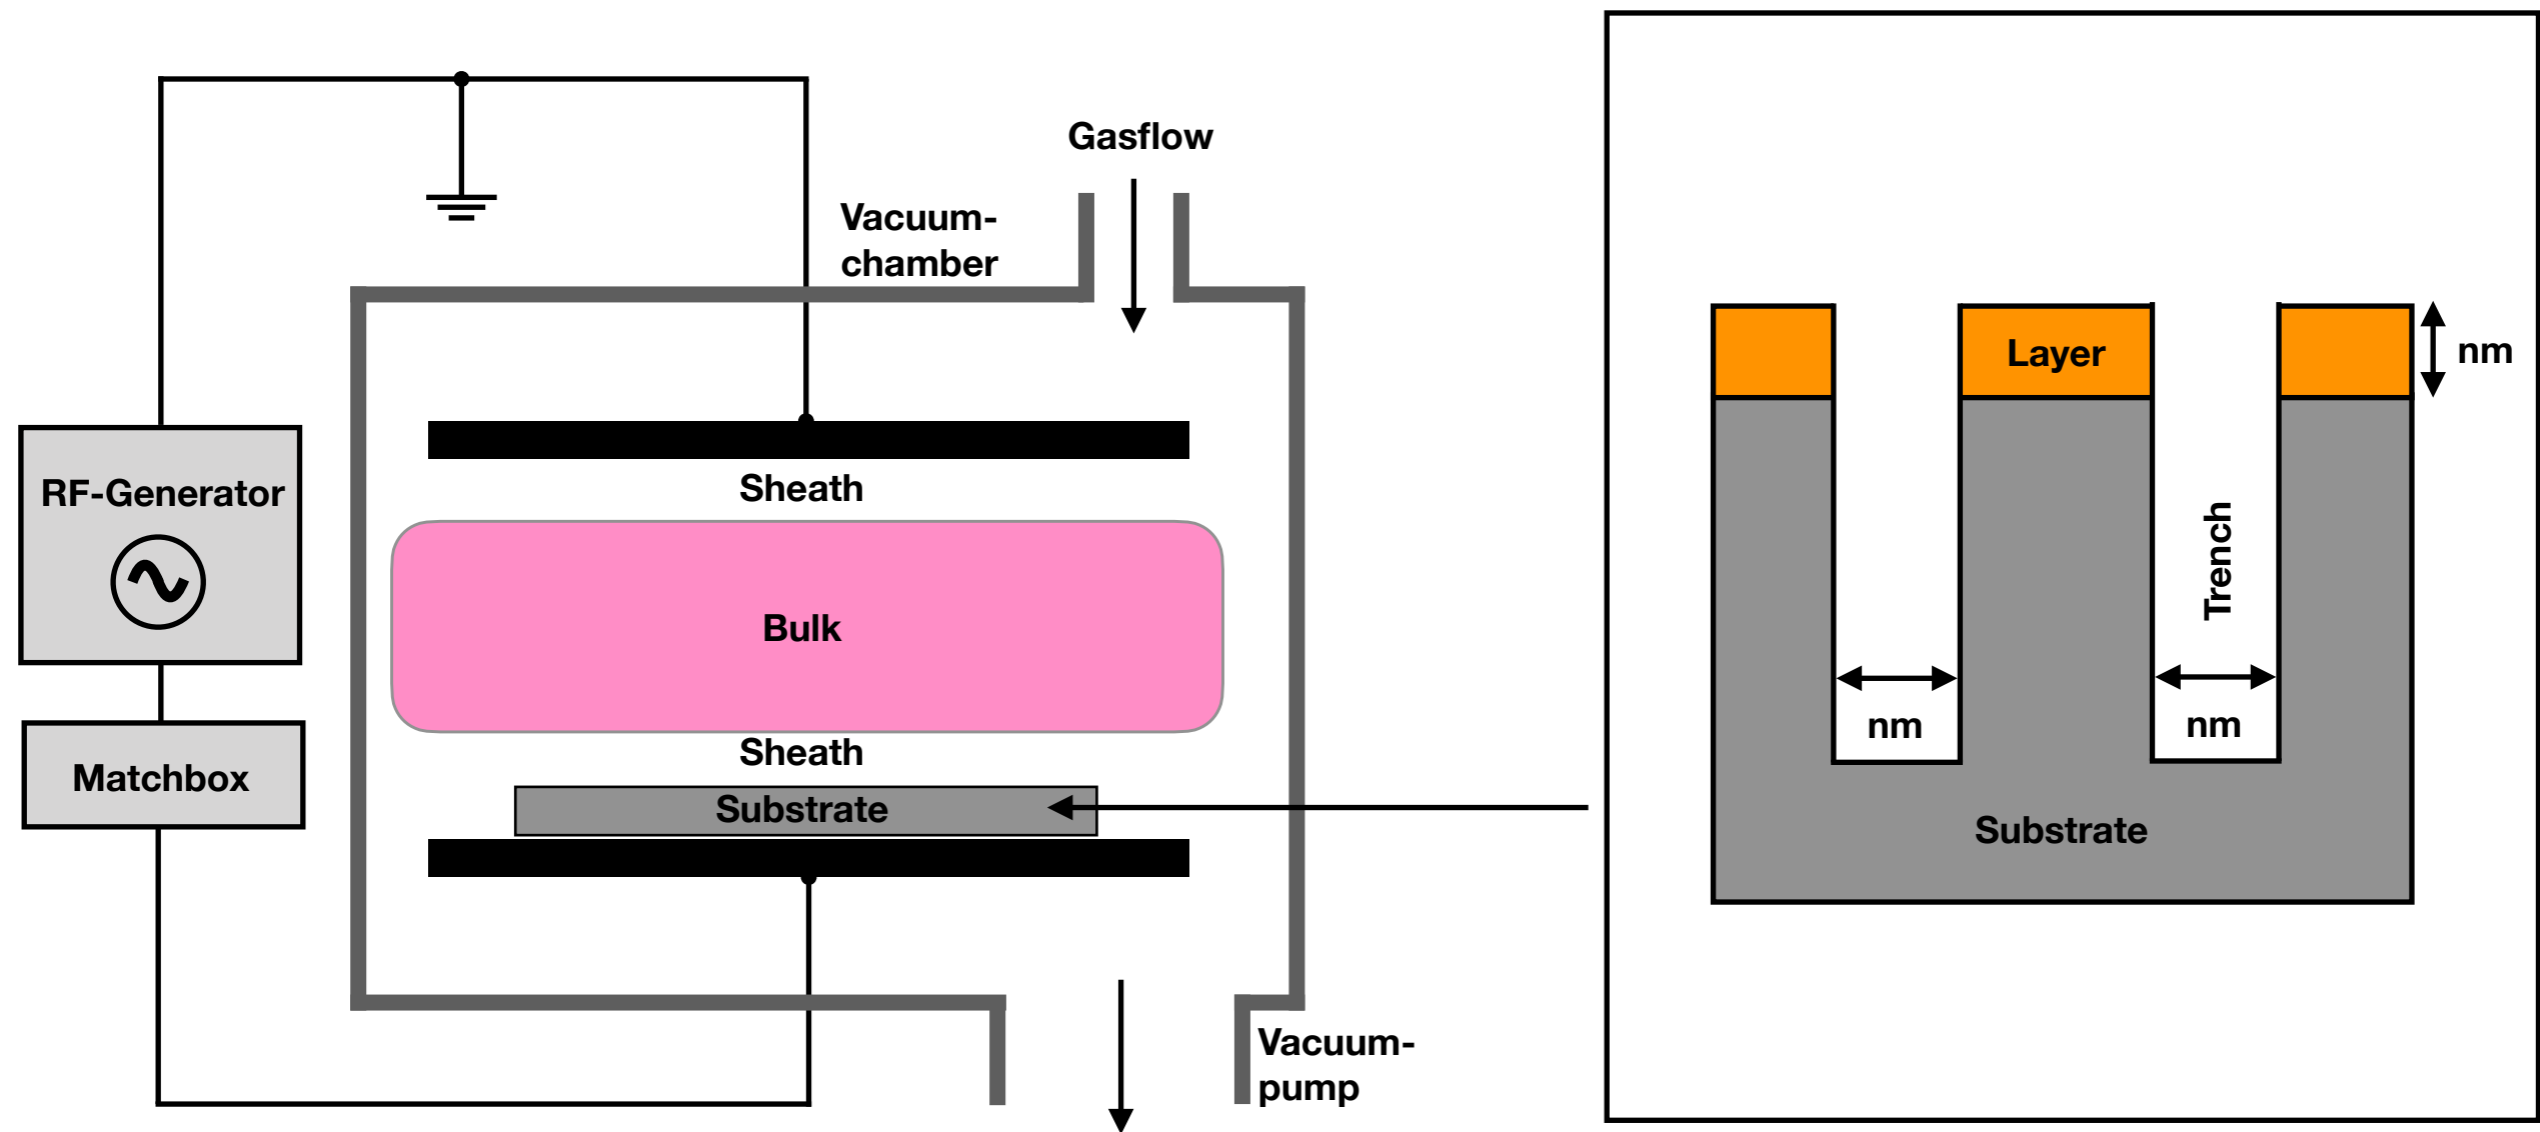 Gasflow
Vacuum-
chamber
RF-Generator
Sheath
Bulk
Sheath
Matchbox
Substrate
Vacuum-
pump
Layer
nm
Trench
nm
nm
Substrate